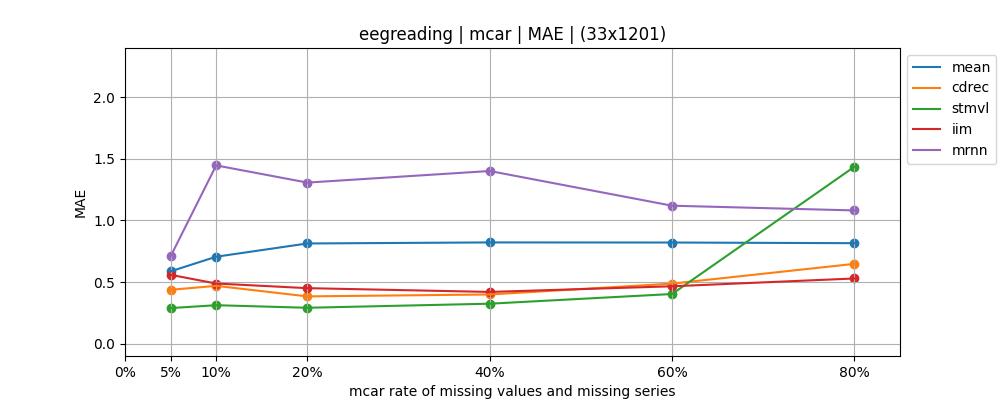 eegreading | mcar | MAE | (33x1201)
MAE
2.0
1.5
1.0
0.5
0.0
0% 5% 10% 20% 40% 60% 80%
mcar rate of missing values and missing series
mean
cdrec
stmvl
iim
mrnn